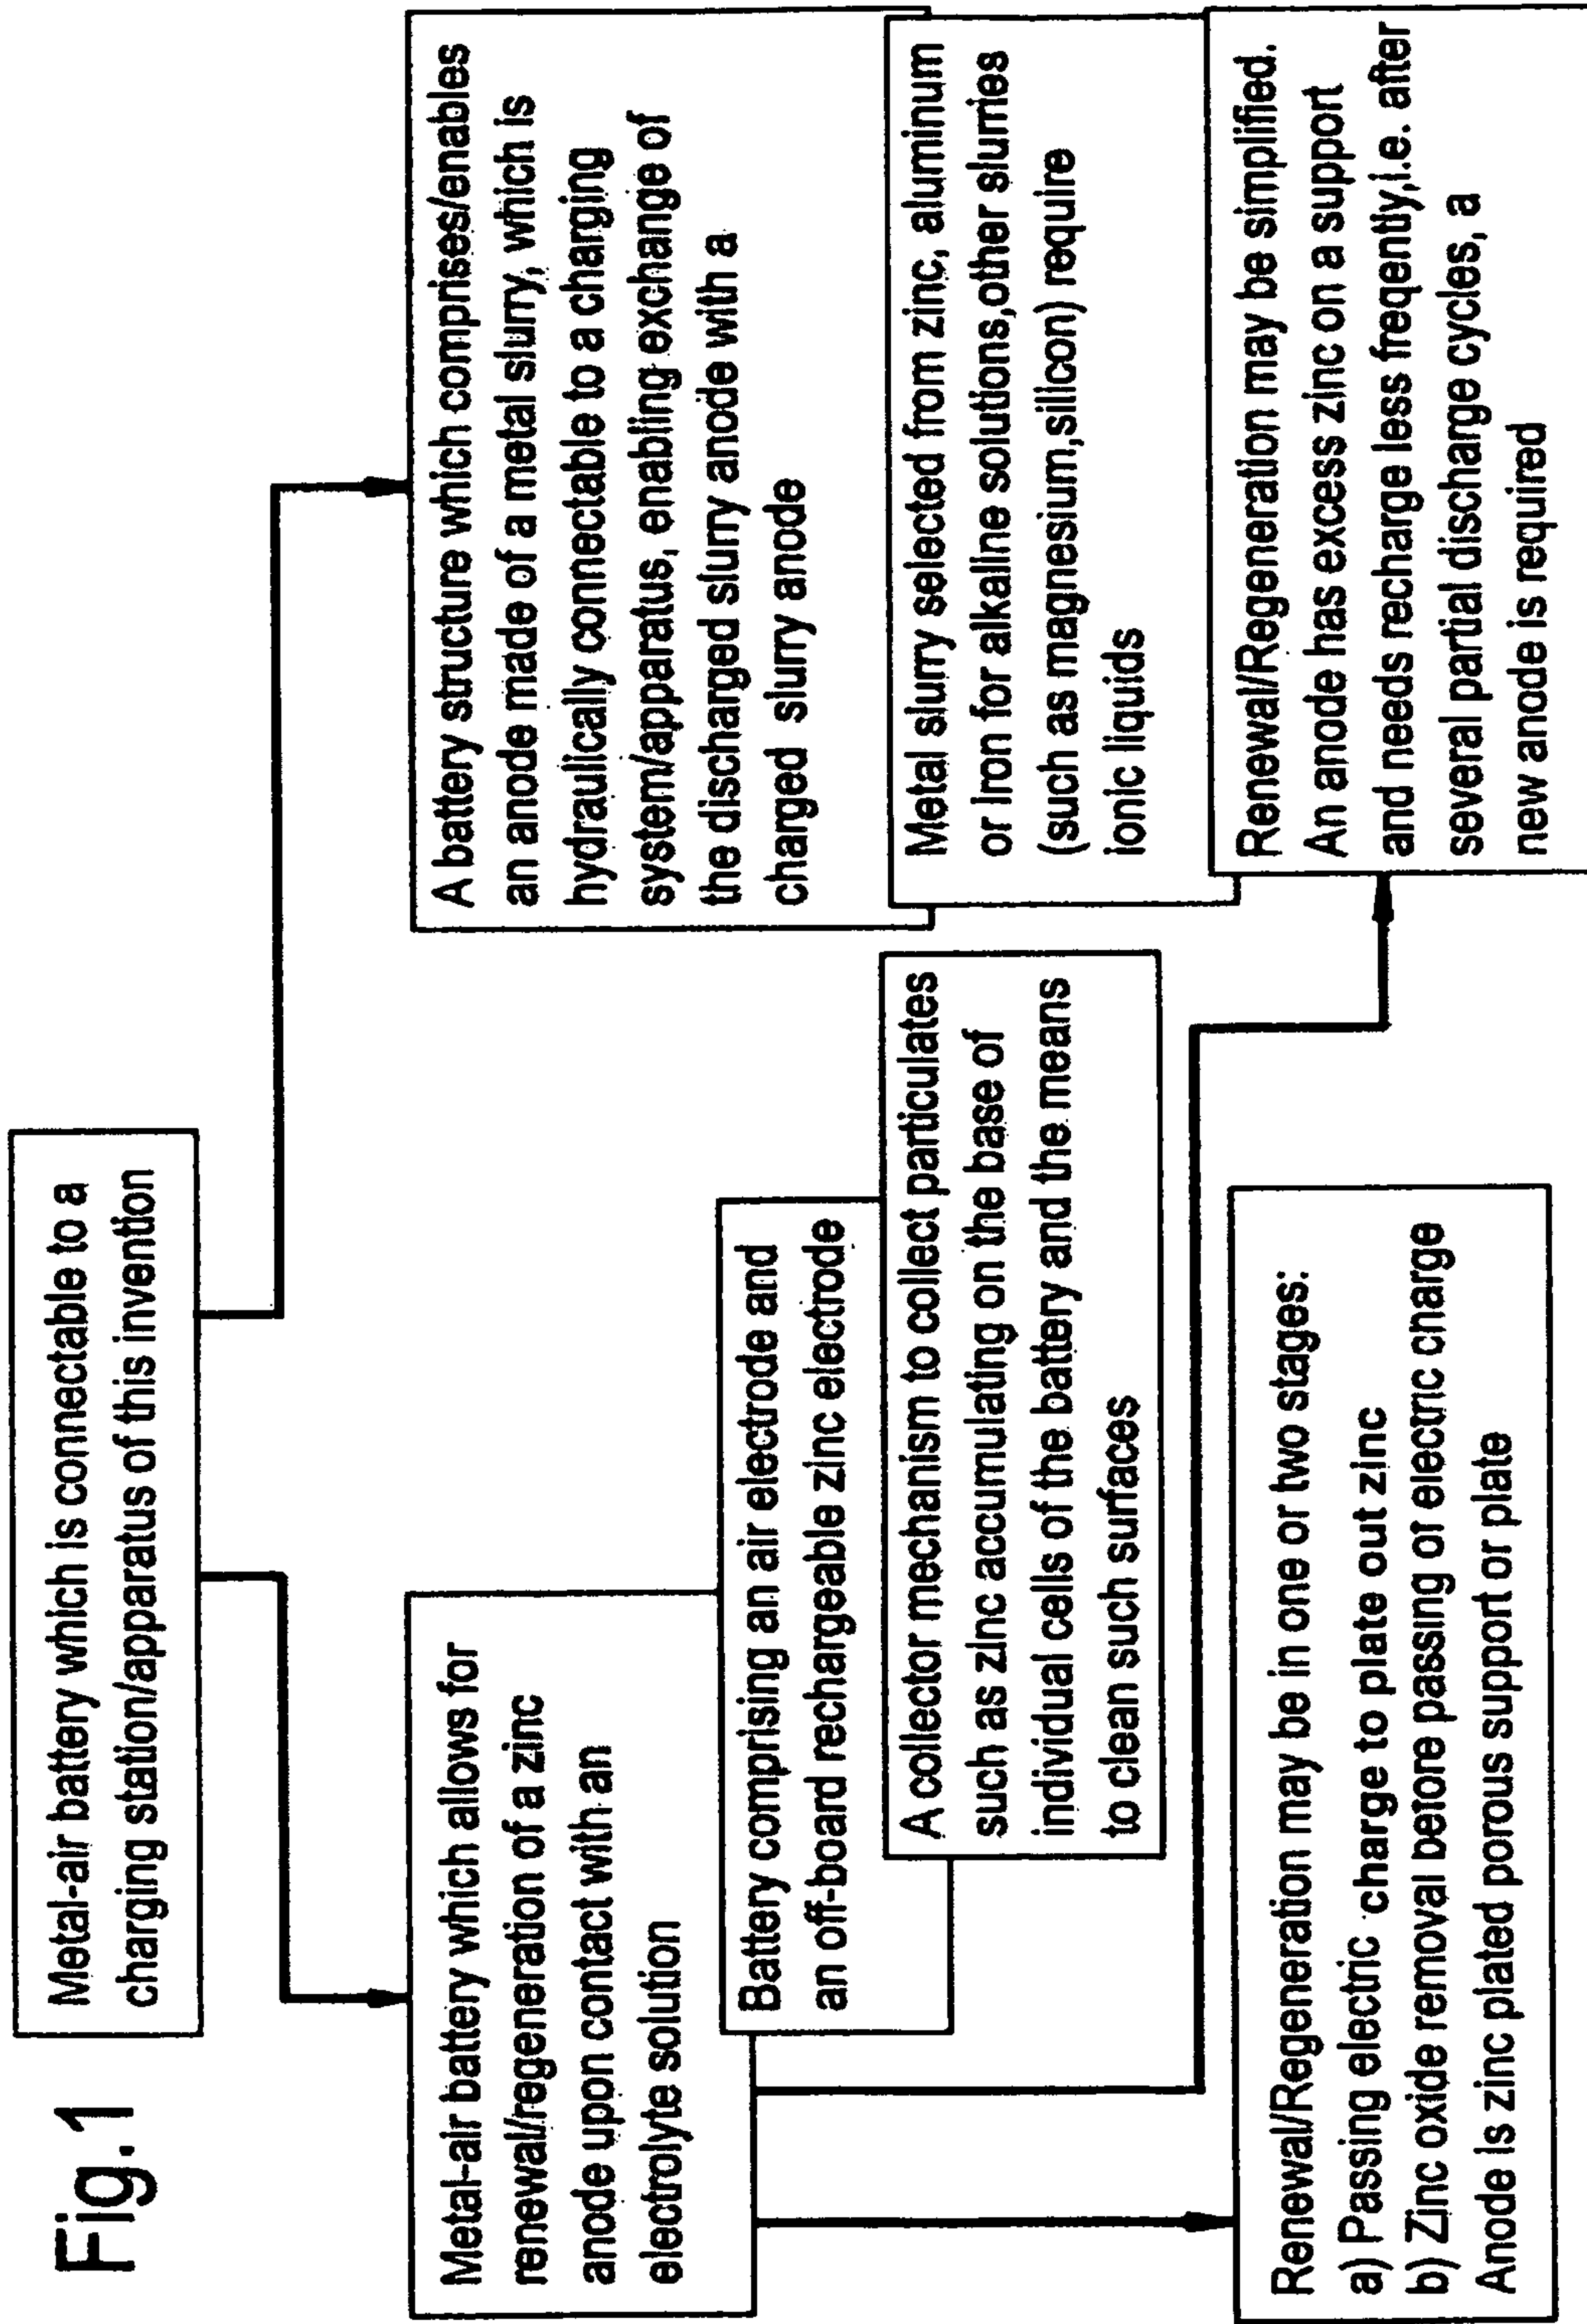 Fig.1
Metal-air battery which is connectable to a
charging station/apparatus of this invention
Metal-air battery which allows for
renewal/regeneration of a zinc
anode upon contact with an
electrolyte solution
Battery comprising an air electrode and
an off-board rechargeable zinc electrode
A collector mechanism to collect particulates
such as zinc accumulating on the base of
individual cells of the battery and the means
to clean such surfaces
Renewal/Regeneration may be in one or two stages:
a) Passing electric charge to plate out zinc
b) Zinc oxide removal betore passing or electric charge
Anode is zinc plated porous support or plate
A battery structure which comprises/enables
an anode made of a metal slurry, which is
hydraulically connectable to a charging
system/apparatus, enabling exchange of
the discharged slurry anode with a
charged slurry anode
Metal slurry selected from zinc, aluminum
or Iron for alkaline solutions,other slurries
(such as magnesium,silicon) require
ionic liquids
Renewal/Regeneration may be simplified.
An anode has excess zinc on a support
and needs recharge less freqently,i.e. after
several partial discharge cycles, a
new anode is required